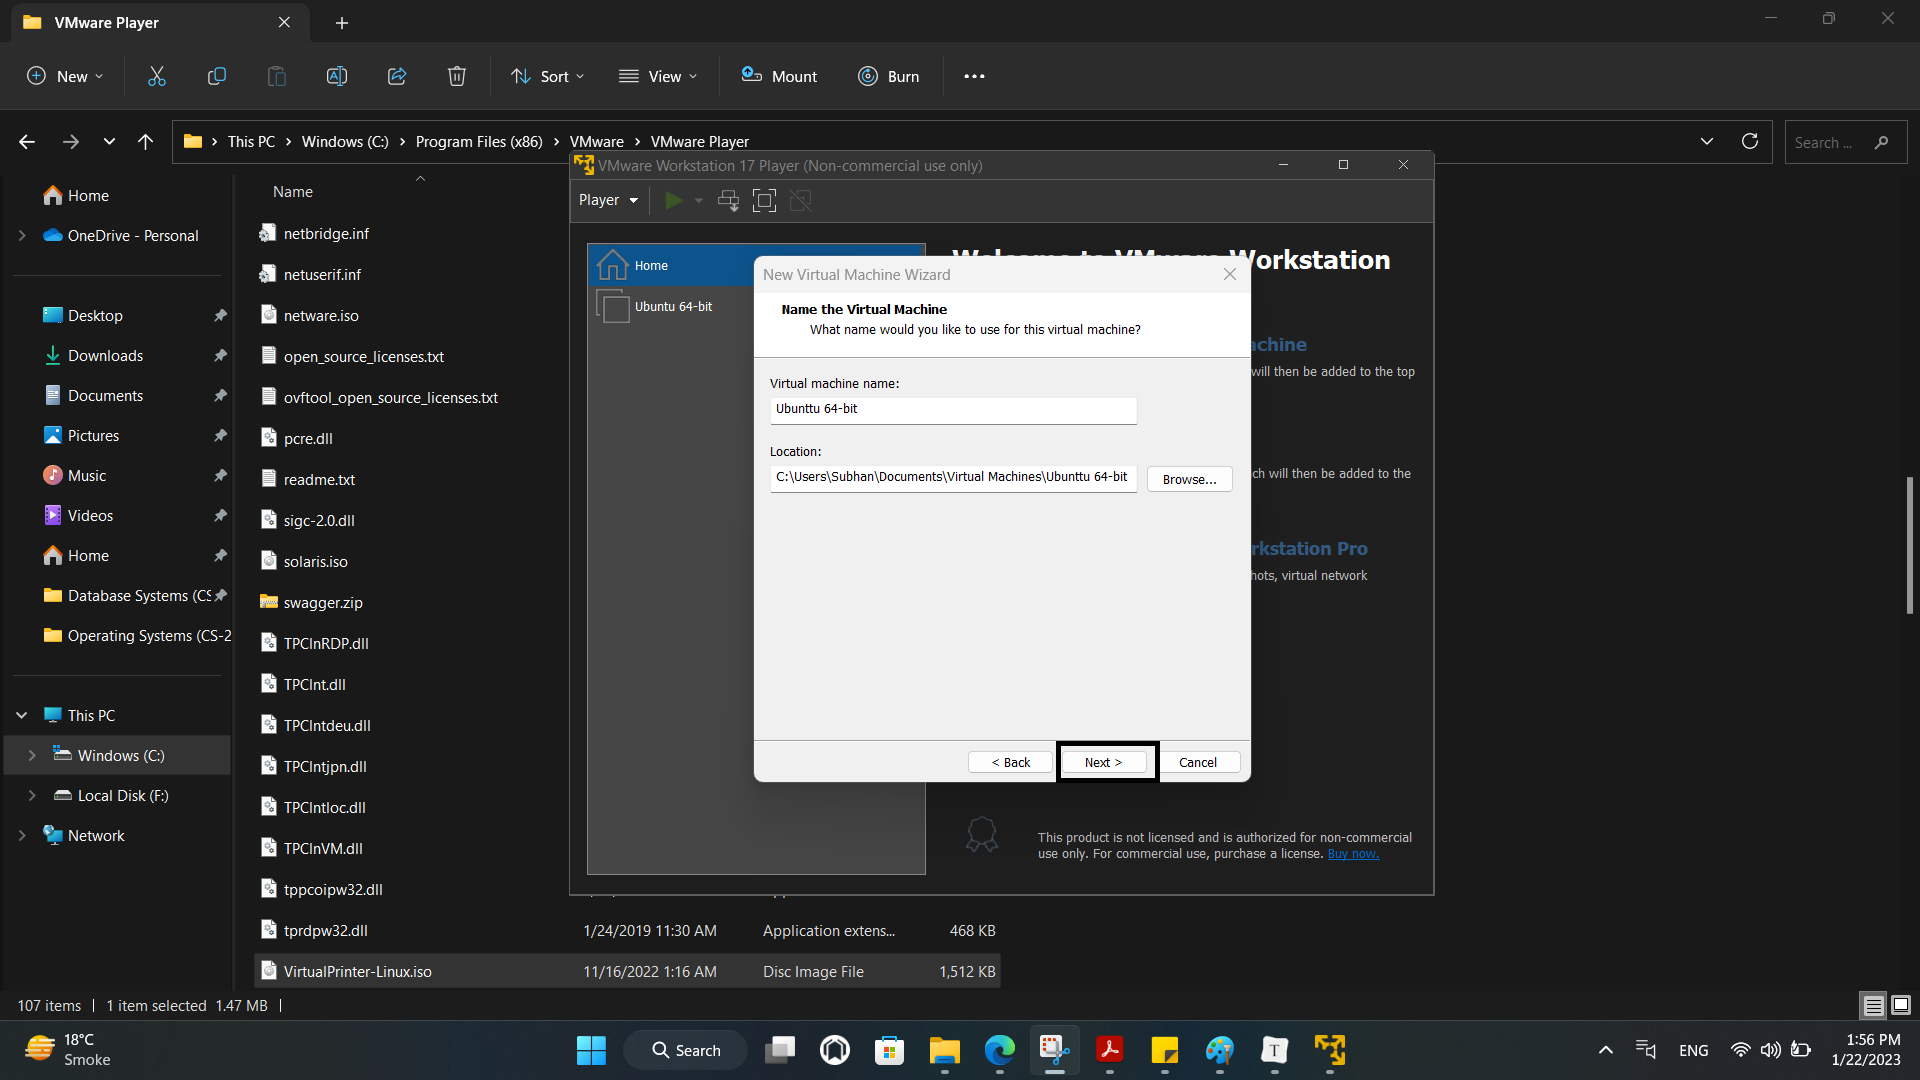 VMware Player
New
Sort
View
Mount
Burn
This PC
Windows (C:)
Program Files (x86)
VMware
VMware Player
Search ...
Home
OneDrive - Personal
Desktop
Downloads
Documents
Pictures
Music
Videos
Home
Database Systems (CS
Operating Systems (CS-2
This PC
Windows (C:)
Local Disk (F:)
Network
Name
netbridge.inf
netuserif.inf
netware.iso
open_source_licenses.txt
ovftool_open_source_licenses.txt
pcre.dll
readme.txt
sigc-2.0.dll
solaris.iso
swagger.zip
TPClnRDP.dll
TPClnt.dll
TPClntdeu.dll
TPClntjpn.dll
TPClntloc.dll
TPClnVM.dll
tppcoipw32.dll
tprdpw32.dll 1/24/2019 11:30 AM Application extens... 468 KB
VirtualPrinter-Linux.iso 11/16/2022 1:16 AM Disc Image File 1,512 KB
VMware Workstation 17 Player (Non-commercial use only)
Player
Home
Ubuntu 64-bit
Welcome to VMware Workstation
achine
will then be added to the top
ch will then be added to the
rkstation Pro
hots, virtual network
New Virtual Machine Wizard
Name the Virtual Machine
What name would you like to use for this virtual machine?
Virtual machine name:
Ubunttu 64-bit
Location:
C:\Users\Subhan\Documents\Virtual Machines\Ubunttu 64-bit
Browse...
< Back
Next >
Cancel
This product is not licensed and is authorized for non-commercial
use only. For commercial use, purchase a license. Buy now.
107 items
1 item selected 1.47 MB
18°C
Smoke
Search
T
ENG
1:56 PM
1/22/2023